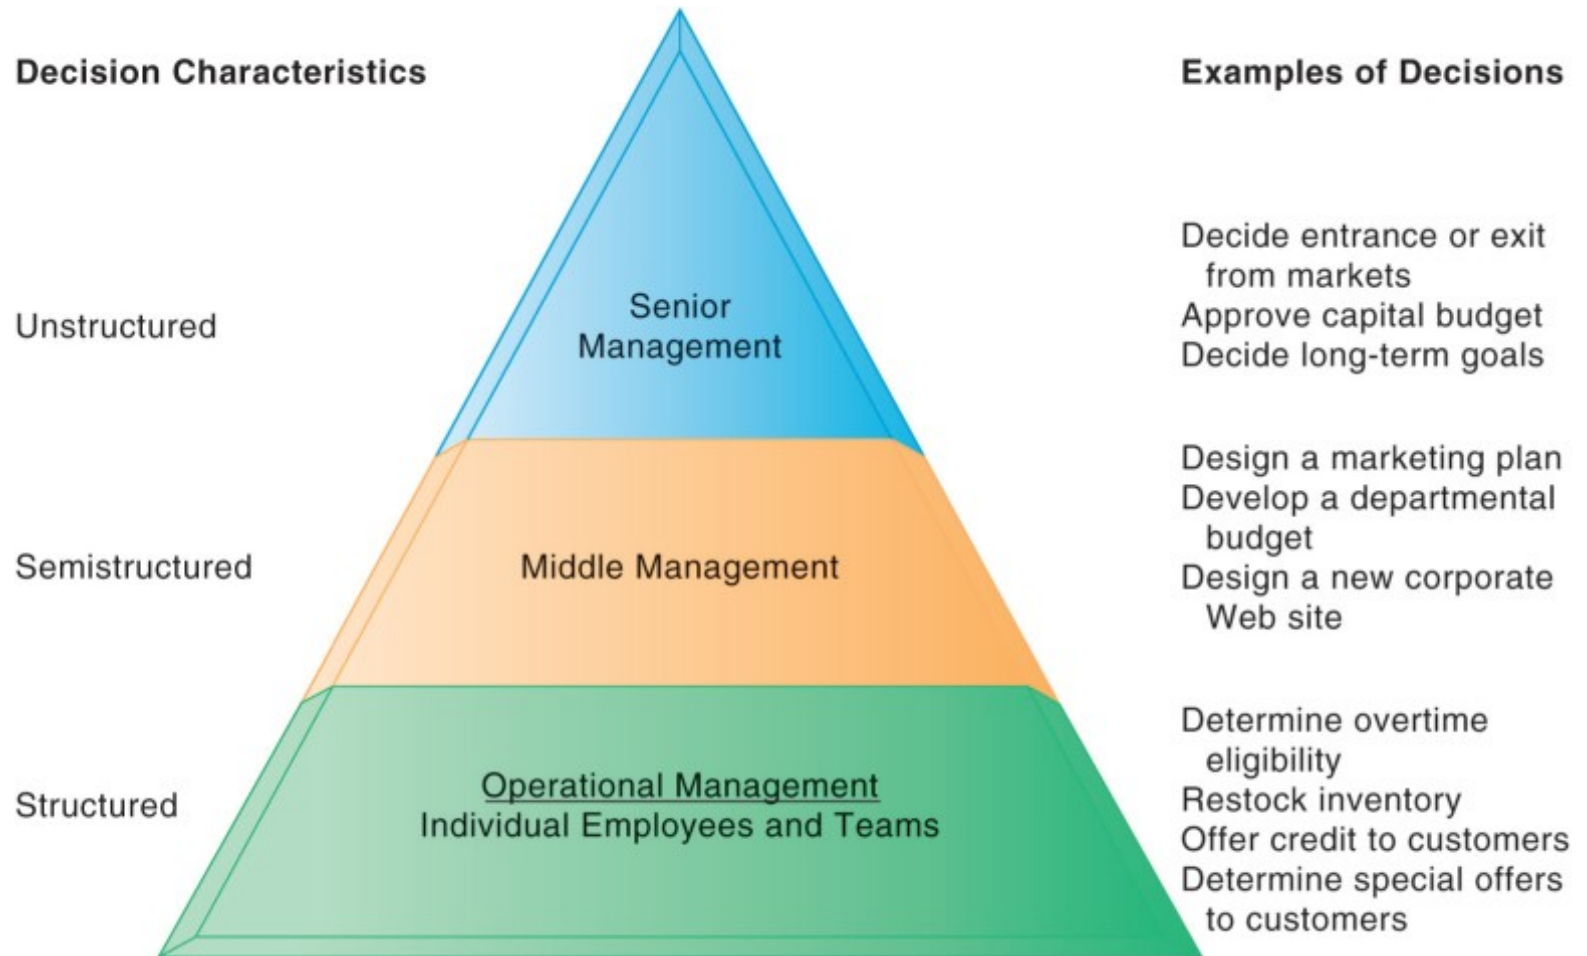 Decision Characteristics
Examples of Decisions
Unstructured
Senior
Management
Decide entrance or exit
from markets
Approve capital budget
Decide long-term goals
Semistructured
Middle Management
Design a marketing plan
Develop a departmental
budget
Design a new corporate
Web site
Structured
Operational Management
Individual Employees and Teams
Determine overtime
eligibility
Restock inventory
Offer credit to customers
Determine special offers
to customers